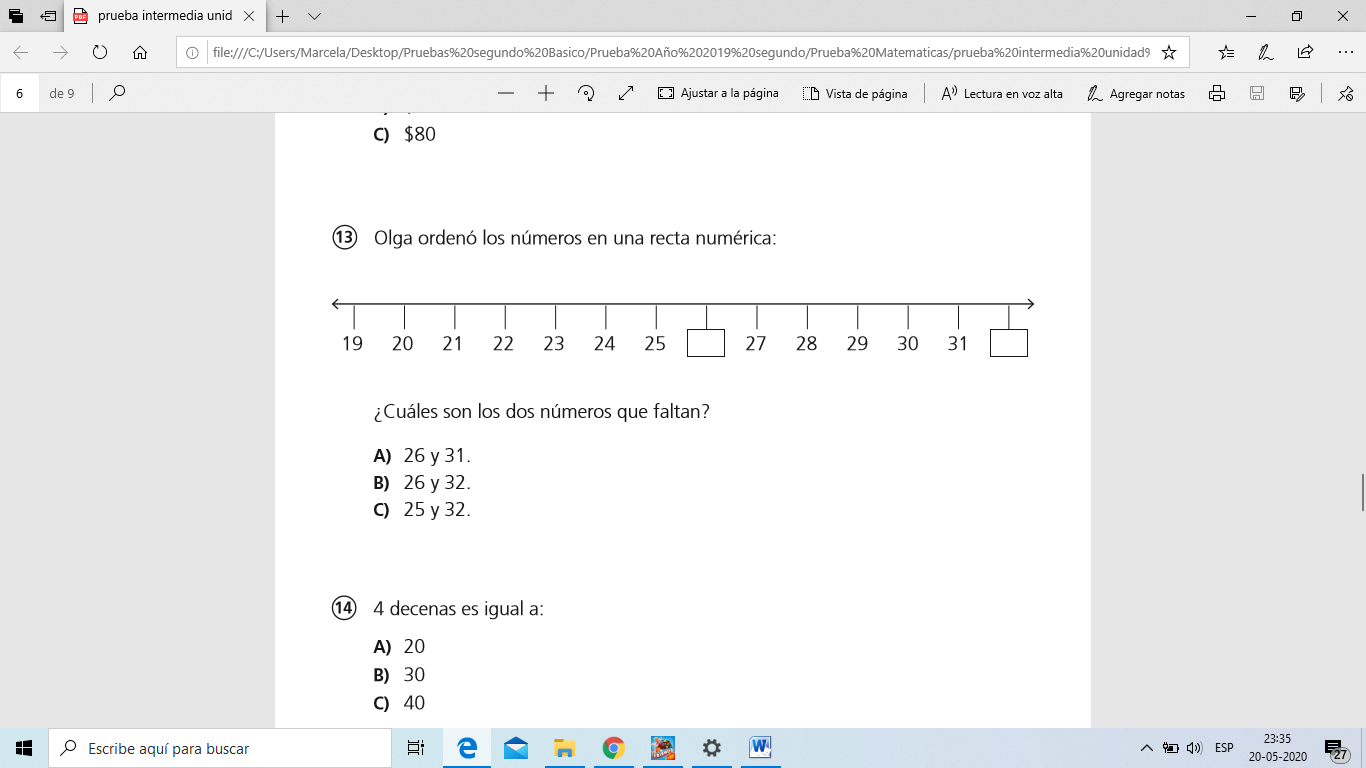 prueba intermedia unid
file:///C:/Users/Marcela/Desktop/Pruebas%20segundo%20Basico/Prueba%20Año%202019%20segundo/Prueba%20Matematicas/prueba%20intermedia%20unidad%
6 de 9
Ajustar a la página
Vista de página
Lectura en voz alta
Agregar notas
C) $80
13 Olga ordenó los números en una recta numérica:
19 20 21 22 23 24 25 27 28 29 30 31
¿Cuáles son los dos números que faltan?
A) 26 y 31.
B) 26 y 32.
C) 25 y 32.
14 4 decenas es igual a:
A) 20
B) 30
C) 40
Escribe aquí para buscar
ESP
23:35
20-05-2020
27